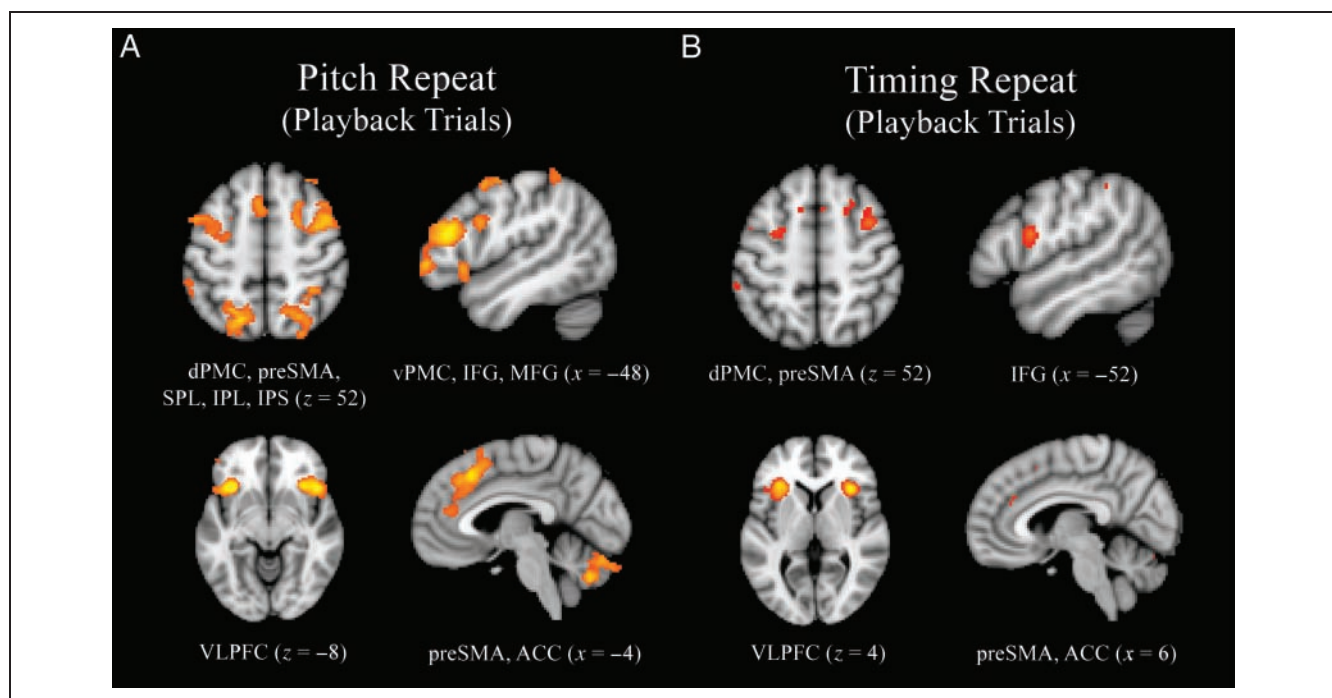 A
Pitch Repeat
(Playback Trials)
dPMC, preSMA,
SPL, IPL, IPS (z = 52)
vPMC, IFG, MFG (x = −48)
VLPFC (z = −8)
preSMA, ACC (x = −4)
B
Timing Repeat
(Playback Trials)
dPMC, preSMA (z = 52)
IFG (x = −52)
VLPFC (z = 4)
preSMA, ACC (x = 6)